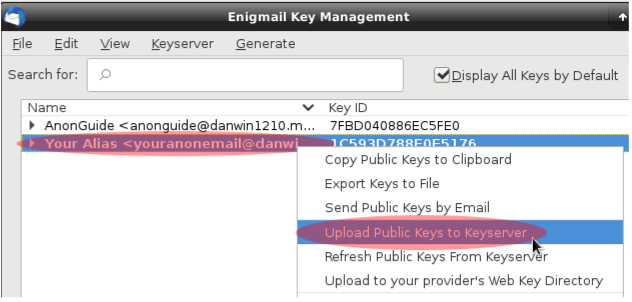 Enigmail Key Management
File Edit View Keyserver Generate
Search for: Display All Keys by Default
Name Key ID
AnonGuide <anonguide@danwin1210.m... 7FBD040886EC5FE0
Your Alias <youranonemail@danwi 1C593D788E0E5176
Copy Public Keys to Clipboard
Export Keys to File
Send Public Keys by Email
Upload Public Keys to Keyserver
Refresh Public Keys From Keyserver
Upload to your provider's Web Key Directory